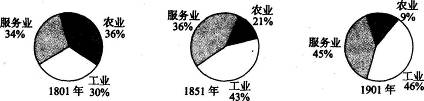 服务业
34%
农业
36%
工业
30%
1801 年
服务业
36%
农业
21%
工业
43%
1851 年
服务业
45%
农业
9%
工业
46%
1901 年